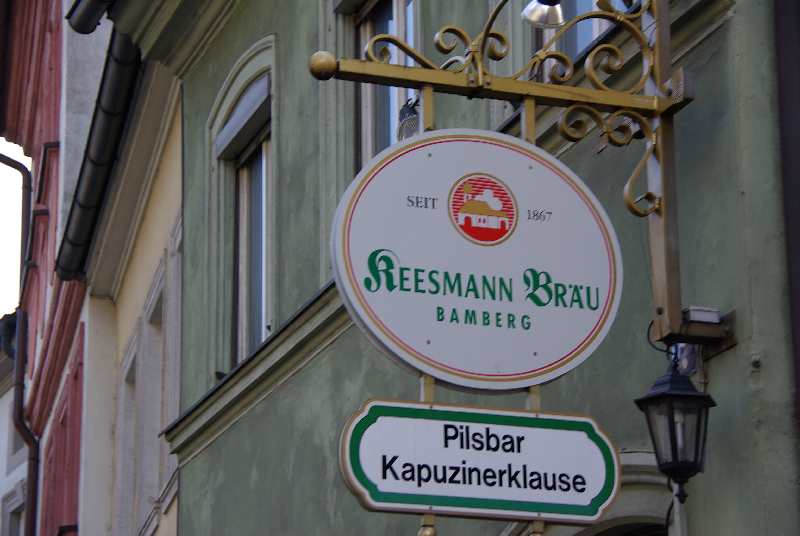 SEIT 1867
Keesmann Bräu
BAMBERG
Pilsbar
Kapuzinerklause